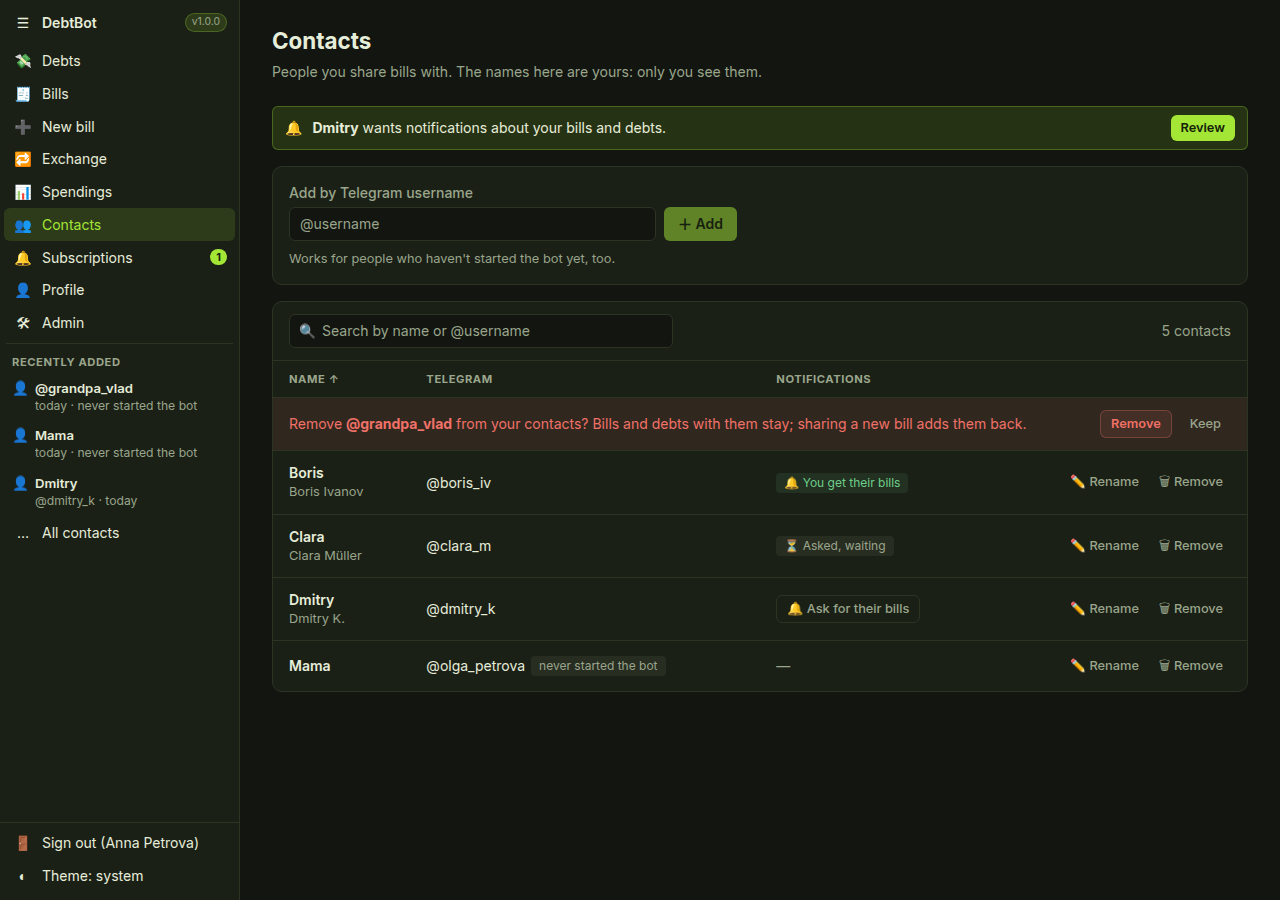 ☰ DebtBot v1.0.0
Debts
Bills
New bill
Exchange
Spendings
Contacts
Subscriptions 1
Profile
Admin
RECENTLY ADDED
@grandpa_vlad
today · never started the bot
Mama
today · never started the bot
Dmitry
@dmitry_k · today
... All contacts
Sign out (Anna Petrova)
Theme: system
Contacts
People you share bills with. The names here are yours: only you see them.
Dmitry wants notifications about your bills and debts. Review
Add by Telegram username
@username + Add
Works for people who haven't started the bot yet, too.
Search by name or @username 5 contacts
NAME ↑ TELEGRAM NOTIFICATIONS
Remove @grandpa_vlad from your contacts? Bills and debts with them stay; sharing a new bill adds them back. Remove Keep
Boris
Boris Ivanov
@boris_iv You get their bills Rename Remove
Clara
Clara Müller
@clara_m Asked, waiting Rename Remove
Dmitry
Dmitry K.
@dmitry_k Ask for their bills Rename Remove
Mama @olga_petrova never started the bot — Rename Remove